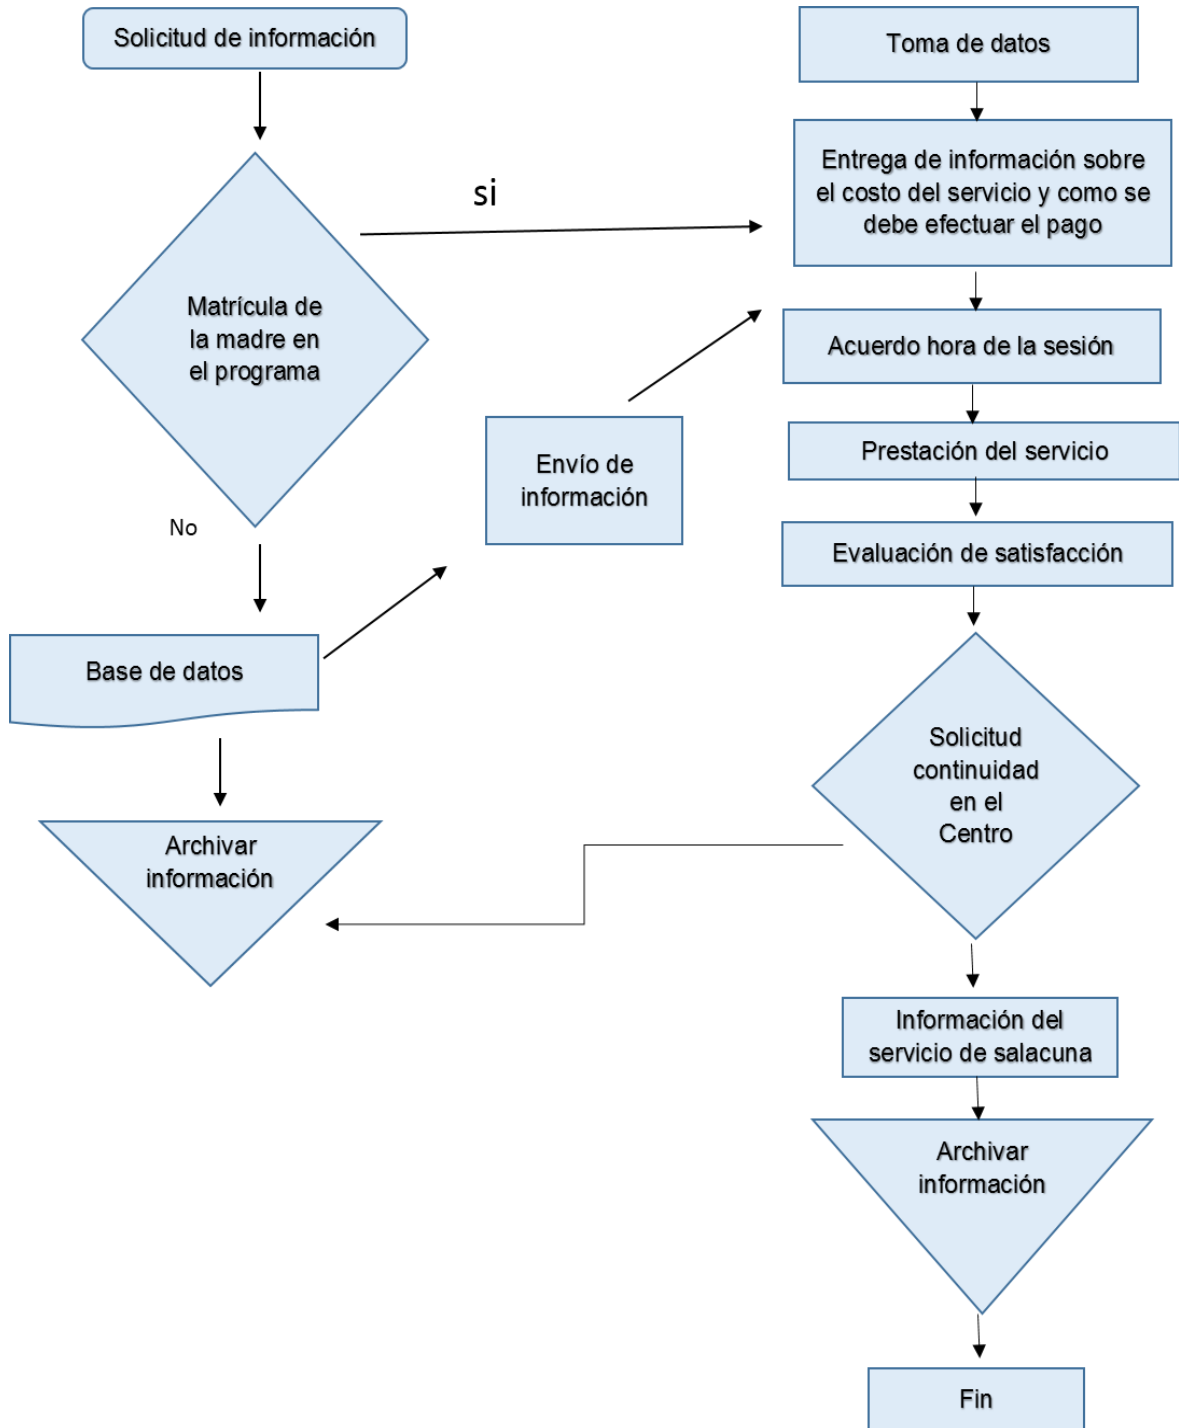 Solicitud de información
si
Matrícula de
la madre en
el programa
No
Base de datos
Archivar
información
Envío de
información
Toma de datos
Entrega de información sobre
el costo del servicio y como se
debe efectuar el pago
Acuerdo hora de la sesión
Prestación del servicio
Evaluación de satisfacción
Solicitud
continuidad
en el
Centro
Información del
servicio de salacuna
Archivar
información
Fin